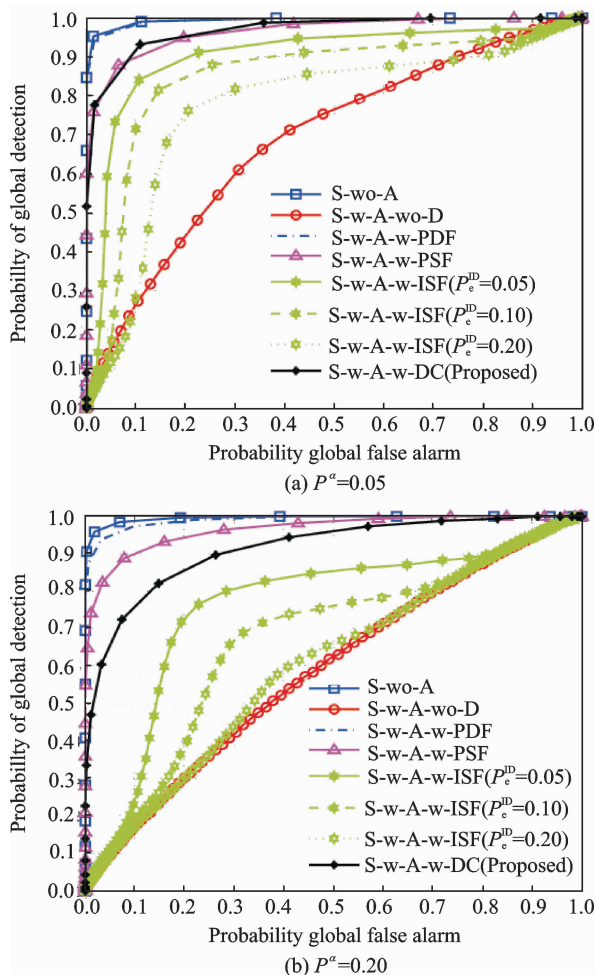 1.0
0.9
0.8
0.7
0.6
0.5
0.4
0.3
0.2
0.1
0.0
Probability of global detection
S-wo-A
S-w-A-wo-D
S-w-A-w-PDF
S-w-A-w-PSF
S-w-A-w-ISF(P_e^ID=0.05)
S-w-A-w-ISF(P_e^ID=0.10)
S-w-A-w-ISF(P_e^ID=0.20)
S-w-A-w-DC(Proposed)
0.0 0.1 0.2 0.3 0.4 0.5 0.6 0.7 0.8 0.9 1.0
Probability global false alarm
(a) P^α=0.05
1.0
0.9
0.8
0.7
0.6
0.5
0.4
0.3
0.2
0.1
0.0
Probability of global detection
S-wo-A
S-w-A-wo-D
S-w-A-w-PDF
S-w-A-w-PSF
S-w-A-w-ISF(P_e^ID=0.05)
S-w-A-w-ISF(P_e^ID=0.10)
S-w-A-w-ISF(P_e^ID=0.20)
S-w-A-w-DC(Proposed)
0.0 0.1 0.2 0.3 0.4 0.5 0.6 0.7 0.8 0.9 1.0
Probability global false alarm
(b) P^α=0.20